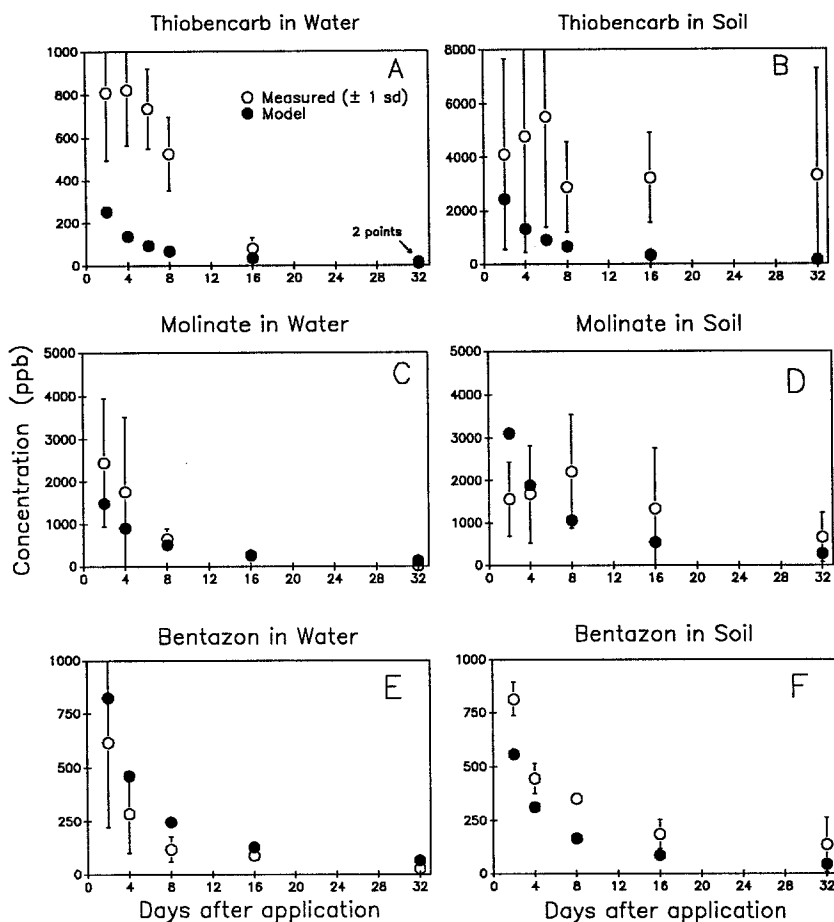 Thiobencarb in Water
Thiobencarb in Soil
1000
800
600
400
200
0
A
Measured (± 1 sd)
Model
2 points
0 4 8 12 16 20 24 28 32
8000
6000
4000
2000
0
B
0 4 8 12 16 20 24 28 32
Molinate in Water
Molinate in Soil
Concentration (ppb)
5000
4000
3000
2000
1000
0
C
0 4 8 12 16 20 24 28 32
5000
4000
3000
2000
1000
0
D
0 4 8 12 16 20 24 28 32
Bentazon in Water
Bentazon in Soil
1000
750
500
250
0
E
0 4 8 12 16 20 24 28 32
Days after application
1000
750
500
250
0
F
0 4 8 12 16 20 24 28 32
Days after application